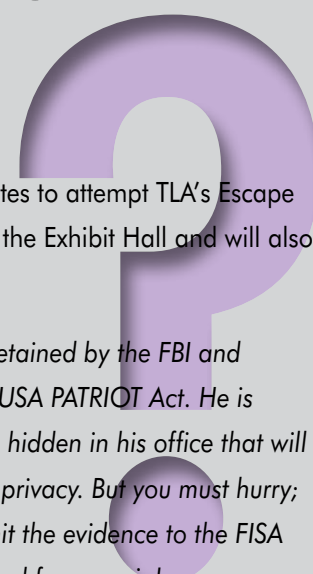 tes to attempt TLA's Escape
the Exhibit Hall and will also
etained by the FBI and
USA PATRIOT Act. He is
hidden in his office that will
privacy. But you must hurry;
it the evidence to the FISA
?